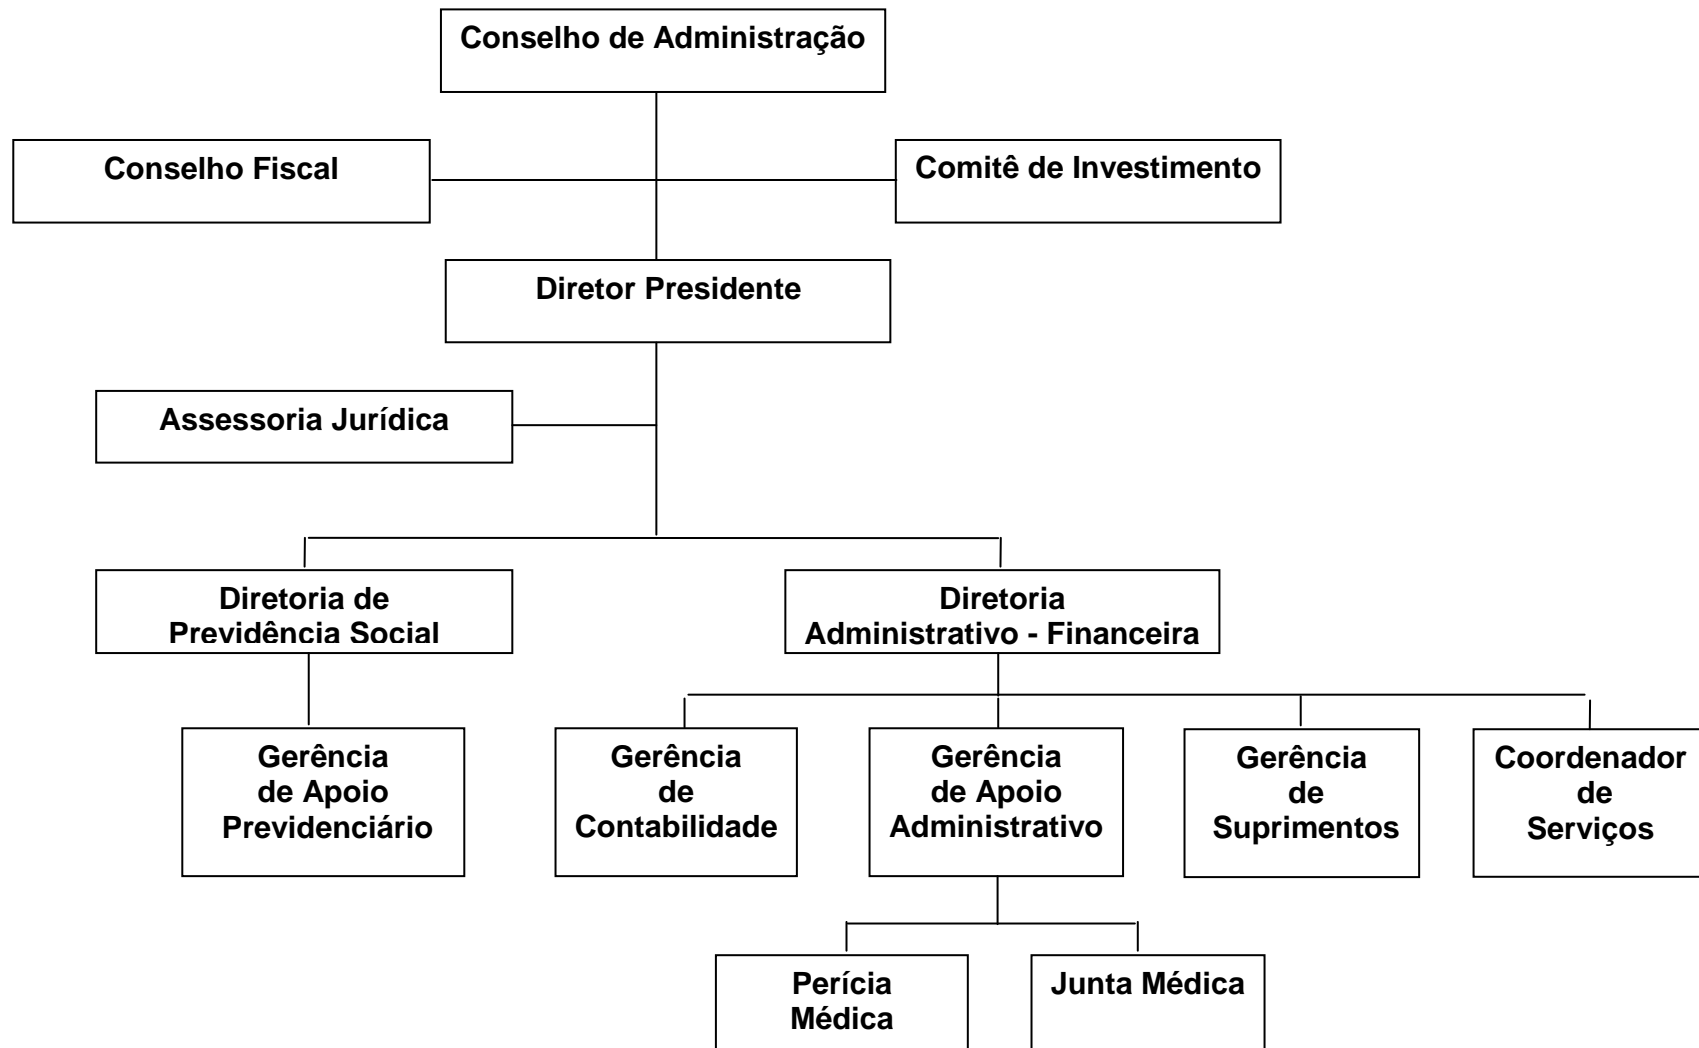 Conselho de Administração
Conselho Fiscal
Comitê de Investimento
Diretor Presidente
Assessoria Jurídica
Diretoria de
Previdência Social
Diretoria
Administrativo - Financeira
Gerência
de Apoio
Previdenciário
Gerência
de
Contabilidade
Gerência
de Apoio
Administrativo
Gerência
de
Suprimentos
Coordenador
de
Serviços
Perícia
Médica
Junta Médica